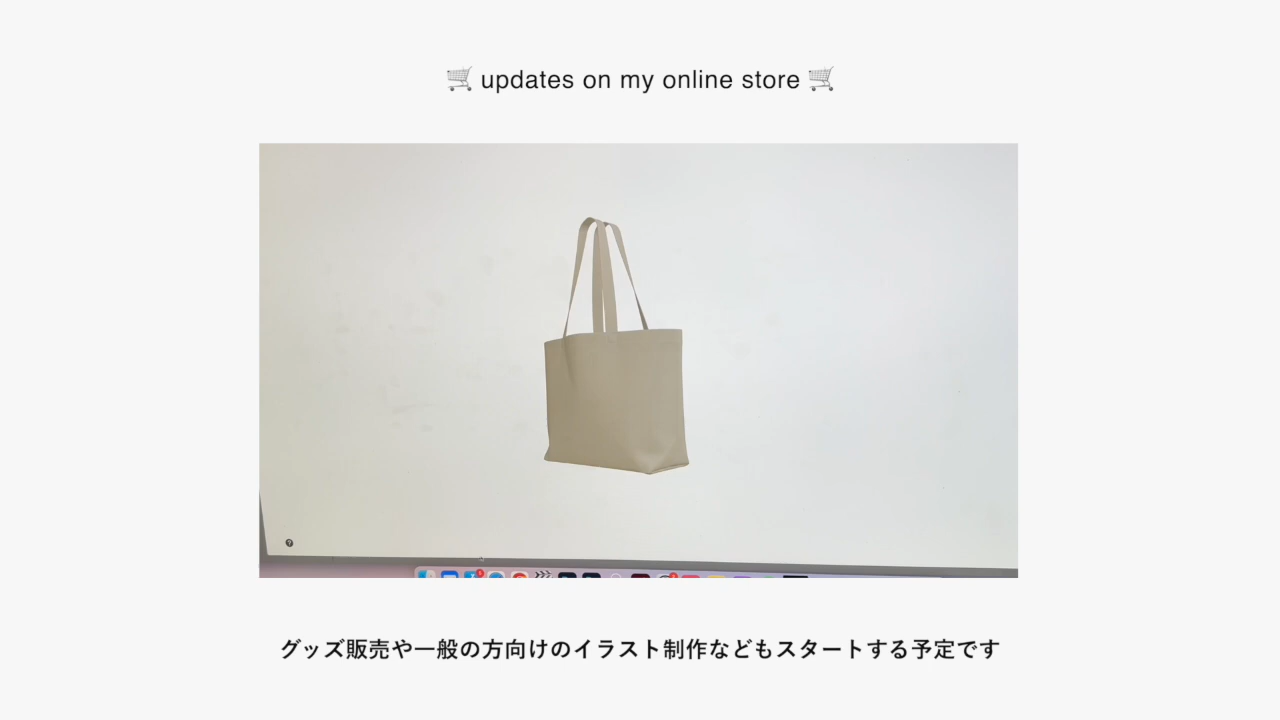 🛒 updates on my online store 🛒
グッズ販売や一般の方向けのイラスト制作などもスタートする予定です